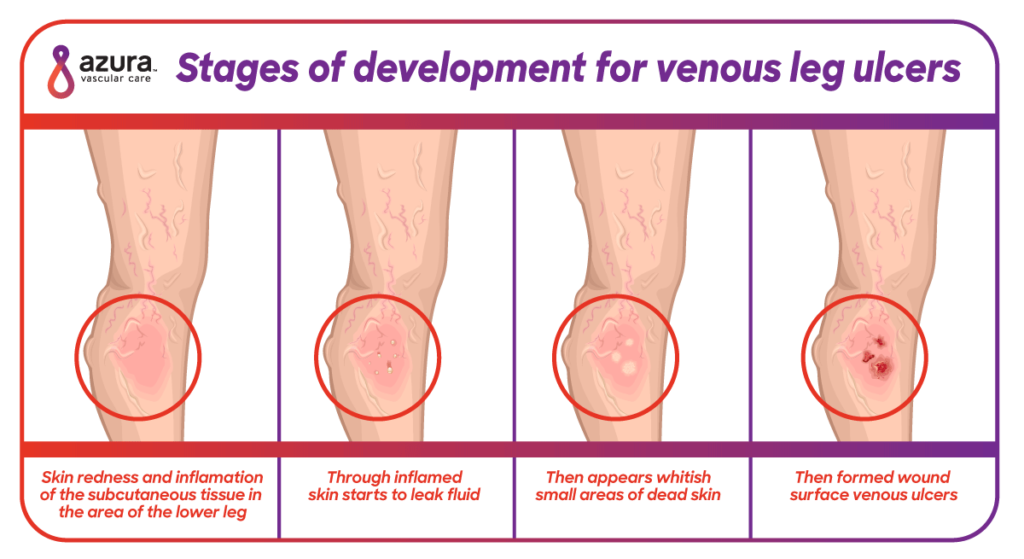 azura™
vascular care
Stages of development for venous leg ulcers
Skin redness and inflamation
of the subcutaneous tissue in
the area of the lower leg
Through inflamed
skin starts to leak fluid
Then appears whitish
small areas of dead skin
Then formed wound
surface venous ulcers